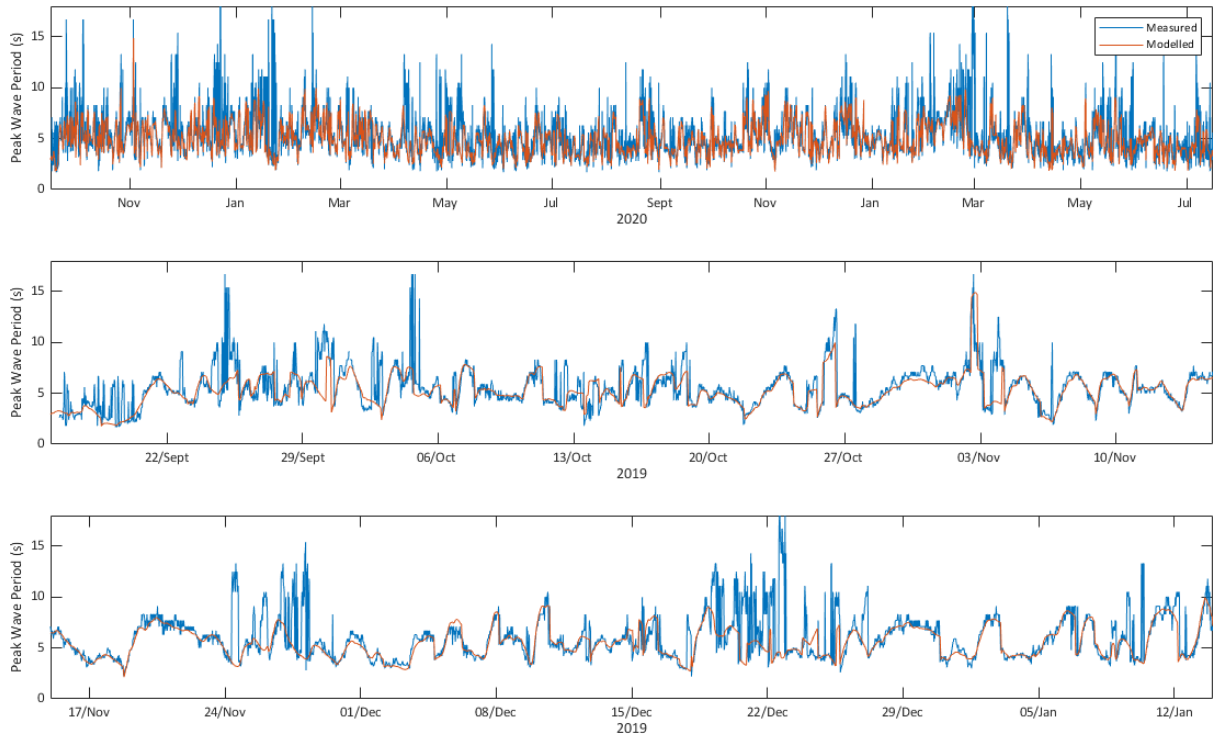 Peak Wave Period (s)
15
10
5
0
Measured
Modelled
Nov Jan Mar May Jul Sept Nov Jan Mar May Jul
2020
Peak Wave Period (s)
15
10
5
0
22/Sept 29/Sept 06/Oct 13/Oct 20/Oct 27/Oct 03/Nov 10/Nov
2019
Peak Wave Period (s)
15
10
5
0
17/Nov 24/Nov 01/Dec 08/Dec 15/Dec 22/Dec 29/Dec 05/Jan 12/Jan
2019